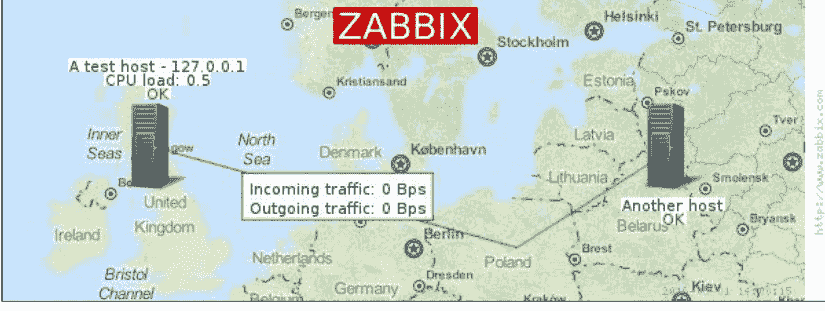 ZABBIX
Bergen
Helsinki
St. Petersburg
Stockholm
A test host - 127.0.0.1
CPU load: 0.5
OK
Kristiansand
Estonia
Pskov
Tver
Inner
Seas
North
Sea
Latvia
Denmark
København
Lithuania
Smolensk
Incoming traffic: 0 Bps
Outgoing traffic: 0 Bps
United
Kingdom
Another host
OK
Belarus
Bryansk
Ireland
Berlin
Netherlands
Poland
Brest
Bristol
Channel
Germany
Dresden
Belgium
Kraków
Kiev
http://www.zabbix.com